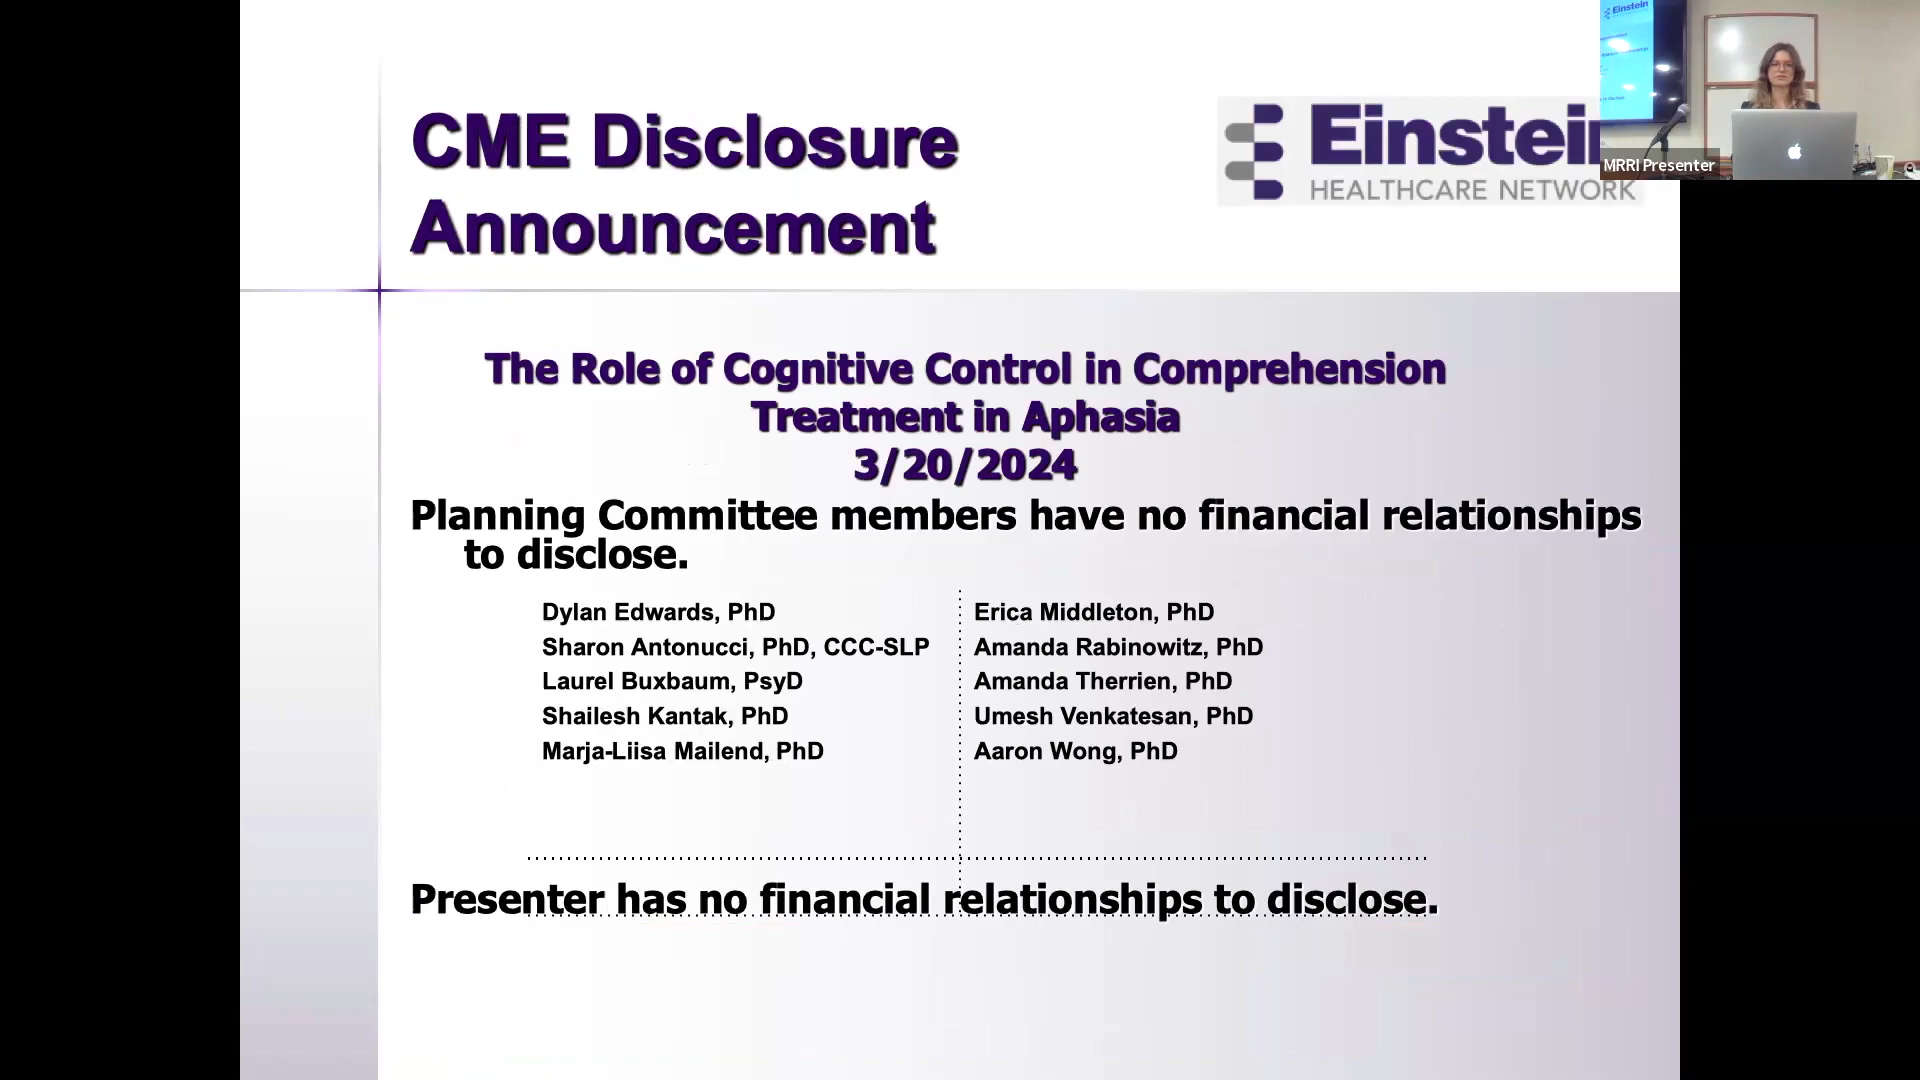 CME Disclosure
Announcement
Einstein
HEALTHCARE NETWORK
Einstein
MRRI Presenter
The Role of Cognitive Control in Comprehension
Treatment in Aphasia
3/20/2024
Planning Committee members have no financial relationships
to disclose.
Dylan Edwards, PhD
Sharon Antonucci, PhD, CCC-SLP
Laurel Buxbaum, PsyD
Shailesh Kantak, PhD
Marja-Liisa Mailend, PhD
Erica Middleton, PhD
Amanda Rabinowitz, PhD
Amanda Therrien, PhD
Umesh Venkatesan, PhD
Aaron Wong, PhD
Presenter has no financial relationships to disclose.